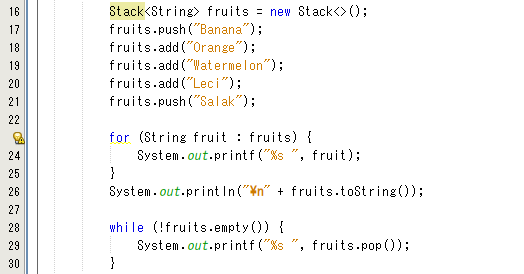 16 Stack<String> fruits = new Stack<>();
17 fruits.push("Banana");
18 fruits.add("Orange");
19 fruits.add("Watermelon");
20 fruits.add("Leci");
21 fruits.push("Salak");
22
for (String fruit : fruits) {
24 System.out.printf("%s ", fruit);
25 }
26 System.out.println("¥n" + fruits.toString());
27
28 while (!fruits.empty()) {
29 System.out.printf("%s ", fruits.pop());
30 }